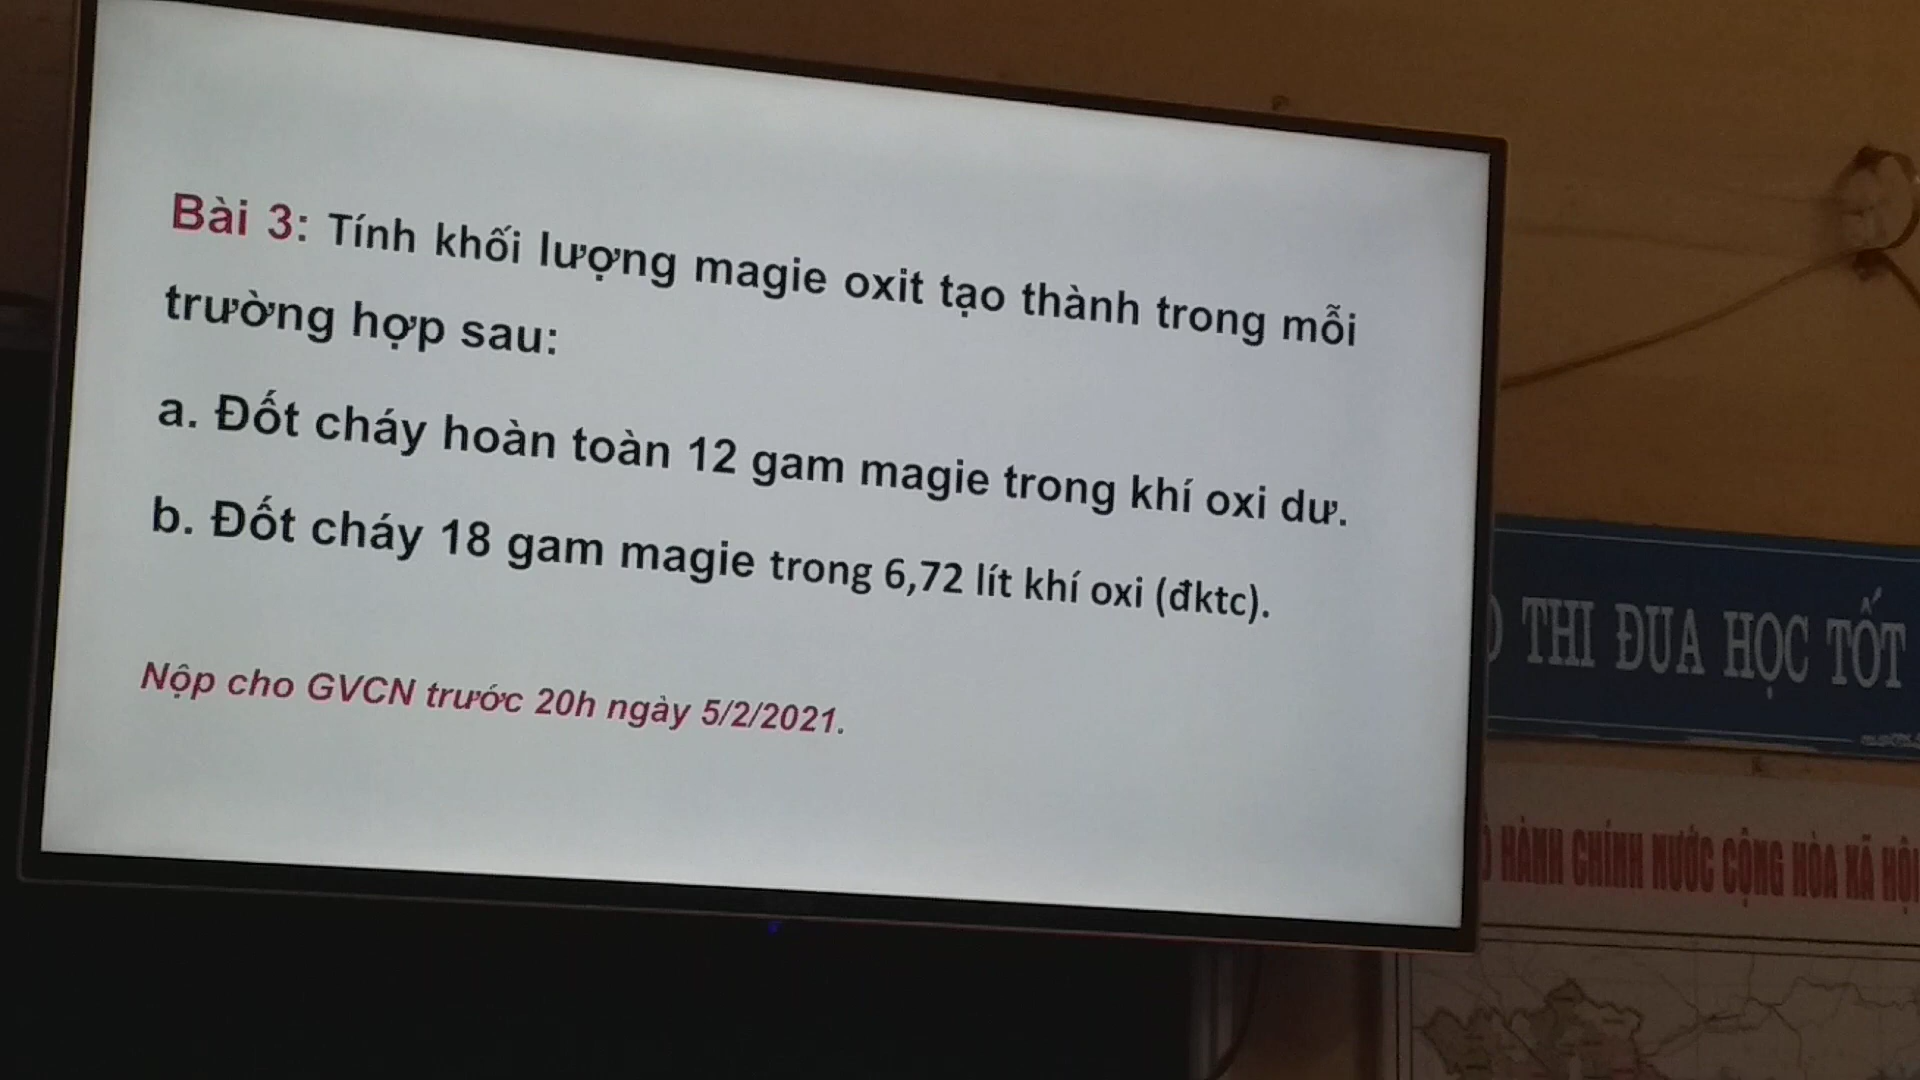 Bài 3: Tính khối lượng magie oxit tạo thành trong mỗi
trường hợp sau:
a. Đốt cháy hoàn toàn 12 gam magie trong khí oxi dư.
b. Đốt cháy 18 gam magie trong 6,72 lít khí oxi (đktc).
Nộp cho GVCN trước 20h ngày 5/2/2021.
THI ĐUA HỌC TỐT
HÀNH CHÍNH NƯỚC CỘNG HÒA XÃ HỘI